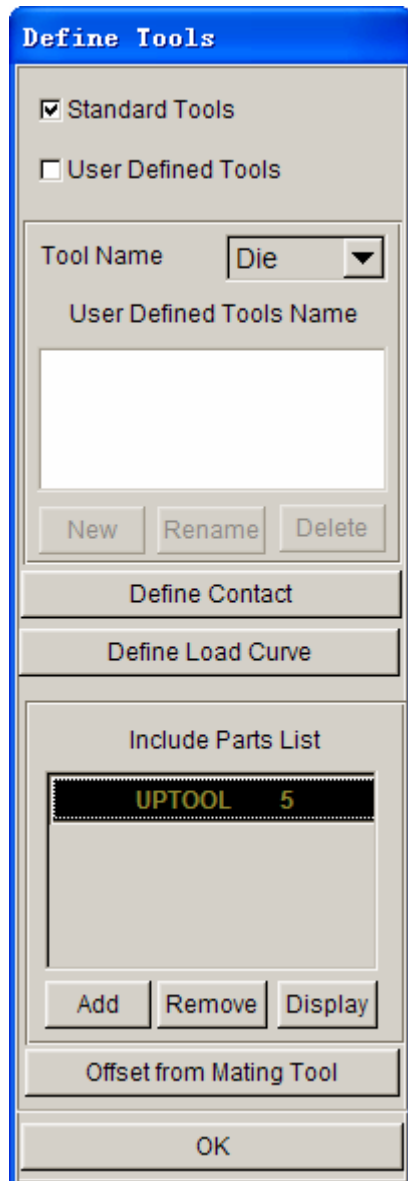 Define Tools
Standard Tools
User Defined Tools
Tool Name Die
User Defined Tools Name
New Rename Delete
Define Contact
Define Load Curve
Include Parts List
UPTOOL 5
Add Remove Display
Offset from Mating Tool
OK